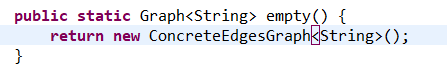 public static Graph<String> empty() {
return new ConcreteEdgesGraph<String>();
}